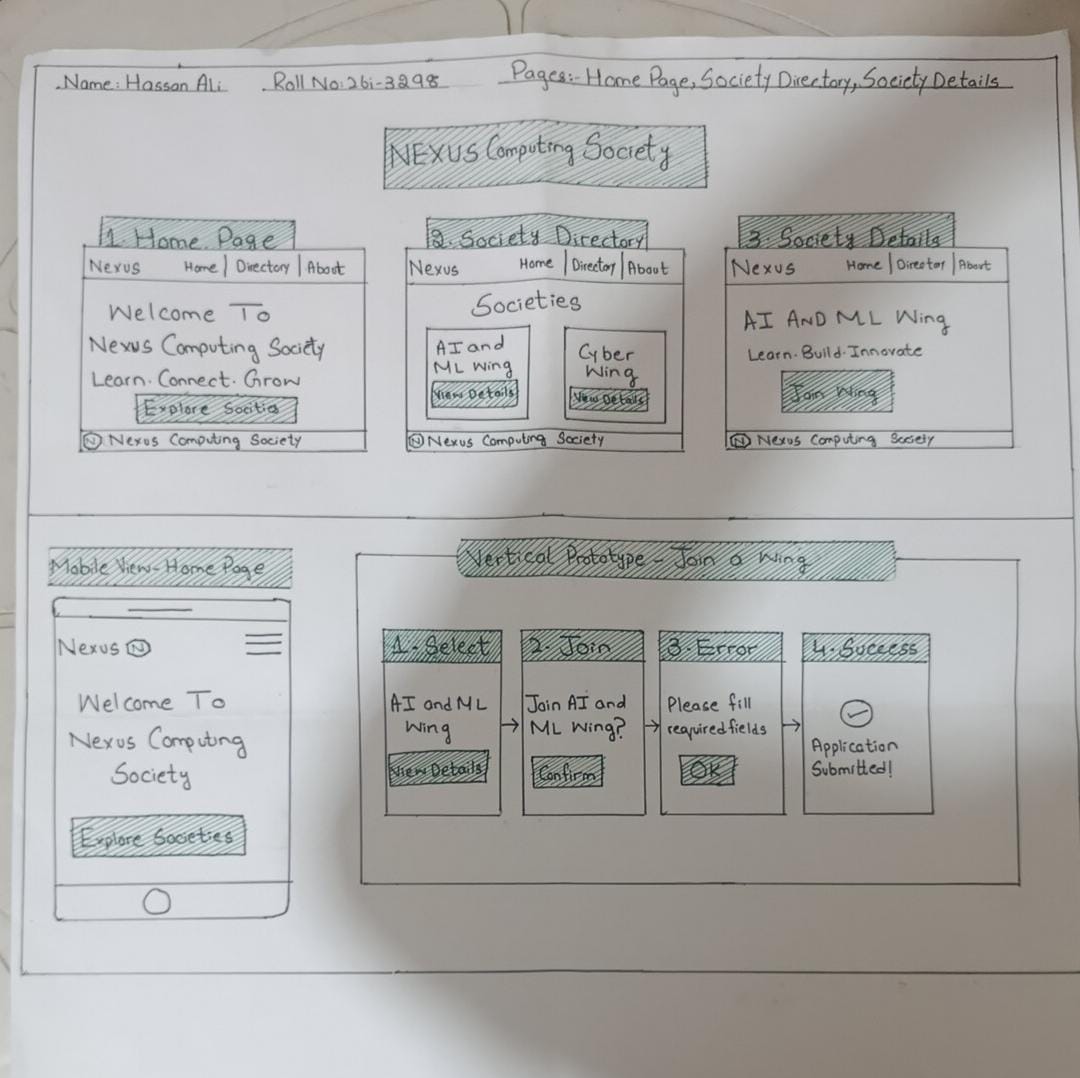 Name: Hassan Ali Roll No: 26i-3298 Pages:- Home Page, Society Directory, Society Details
NEXUS Computing Society
1. Home Page
Nexus Home | Directory | About
Welcome To
Nexus Computing Society
Learn. Connect. Grow
Explore Socitis
N Nexus Computing Society
2. Society Directory
Nexus Home | Directory | About
Societies
AI and
ML Wing
View Details
Cyber
Wing
View Details
N Nexus Computing Society
3. Society Details
Nexus Home | Director | About
AI AND ML Wing
Learn. Build. Innovate
Join Wing
N Nexus Computing Society
Mobile View-Home Page
Nexus N
Welcome To
Nexus Computing
Society
Explore Societies
Vertical Prototype - Join a Wing
1. Select
AI and ML
Wing
View Details
2. Join
Join AI and
ML Wing?
Confirm
3. Error
Please fill
required fields
OK
4. Success
Application
Submitted!